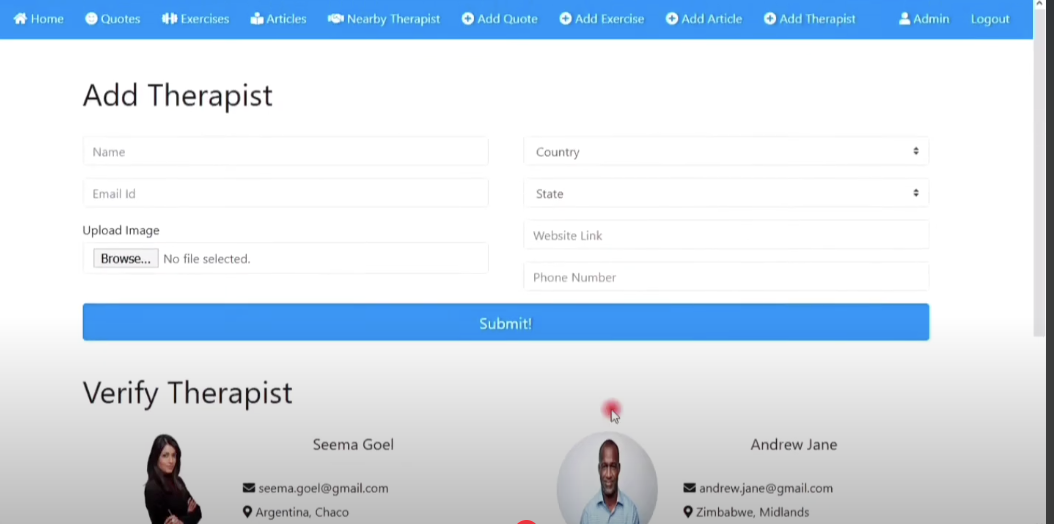 Home Quotes Exercises Articles Nearby Therapist Add Quote Add Exercise Add Article Add Therapist Admin Logout
Add Therapist
Name
Country
Email Id
State
Upload Image
Website Link
Browse... No file selected.
Phone Number
Submit!
Verify Therapist
Seema Goel
Andrew Jane
seema.goel@gmail.com
andrew.jane@gmail.com
Argentina, Chaco
Zimbabwe, Midlands